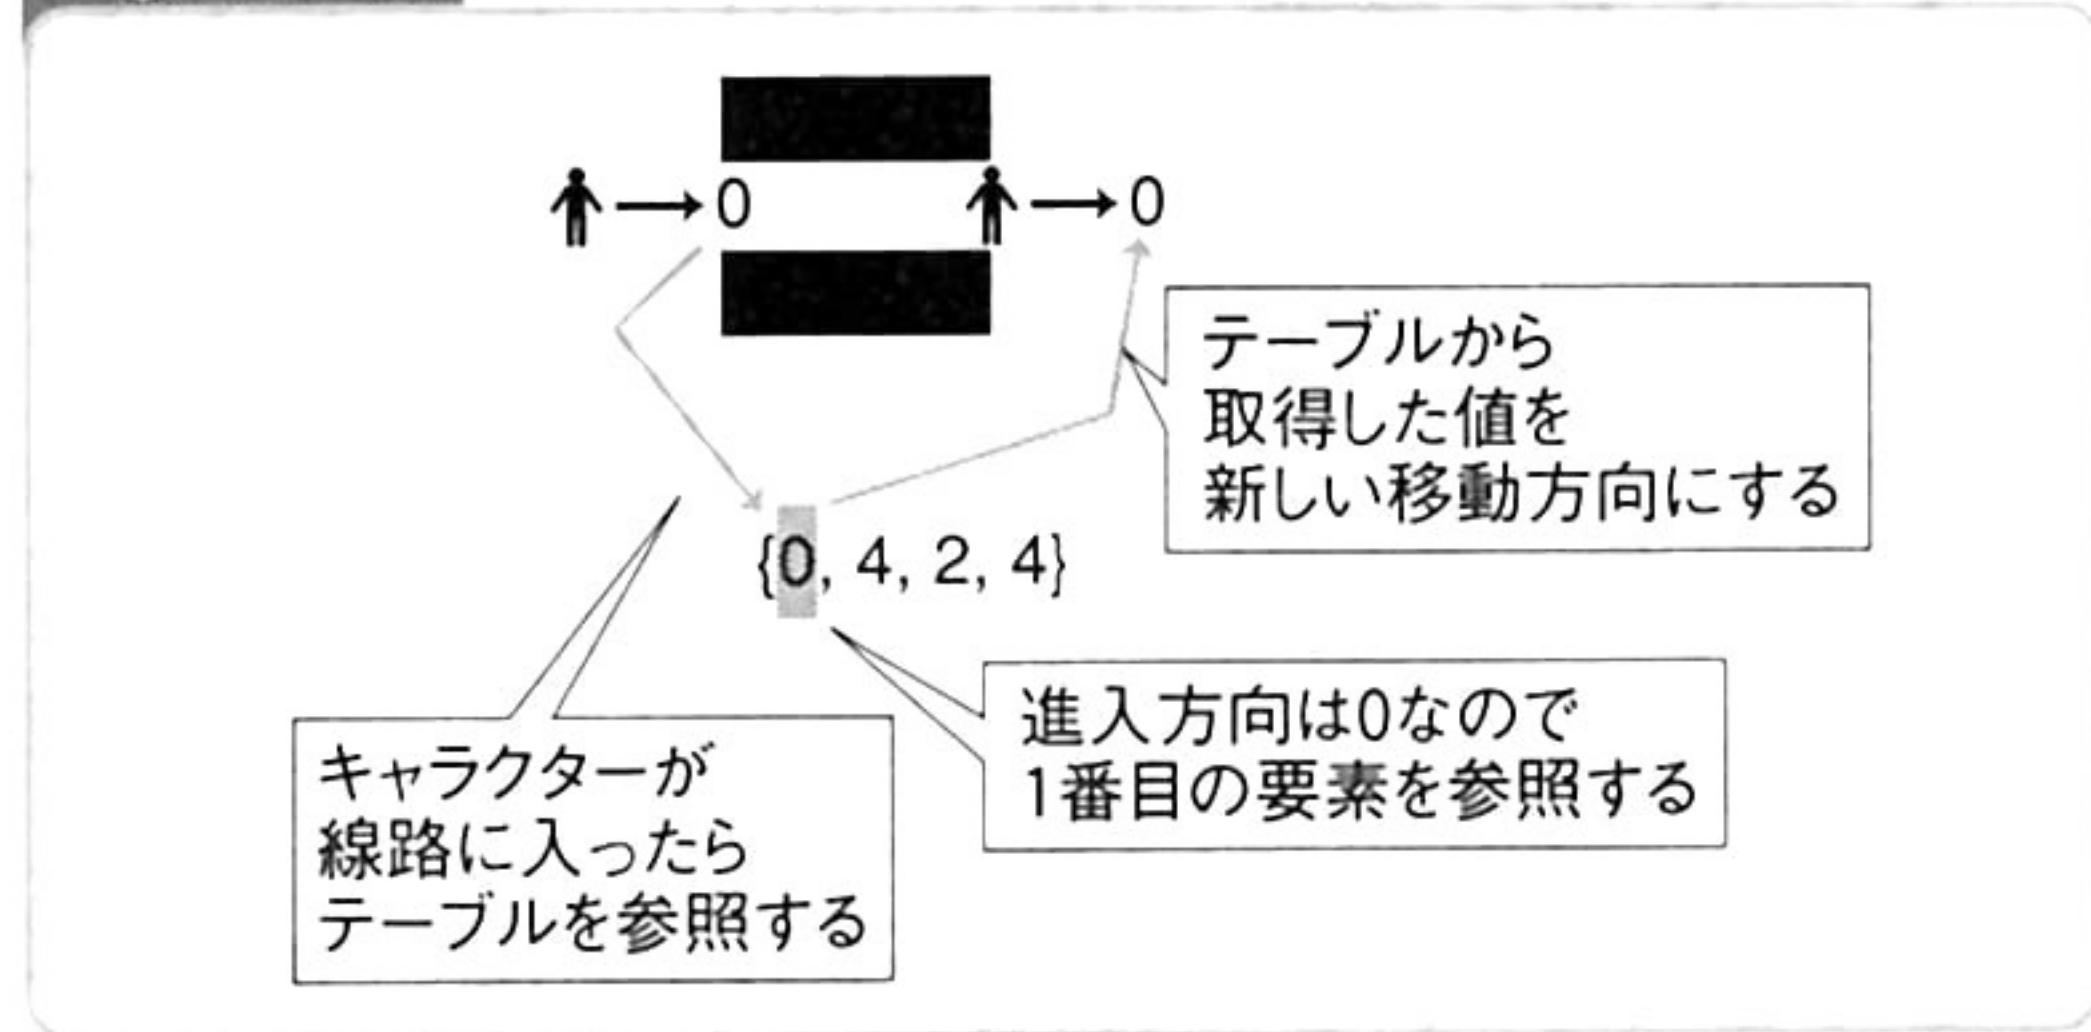 0
0
テーブルから
取得した値を
新しい移動方向にする
{0, 4, 2, 4}
進入方向は0なので
1番目の要素を参照する
キャラクターが
線路に入ったら
テーブルを参照する